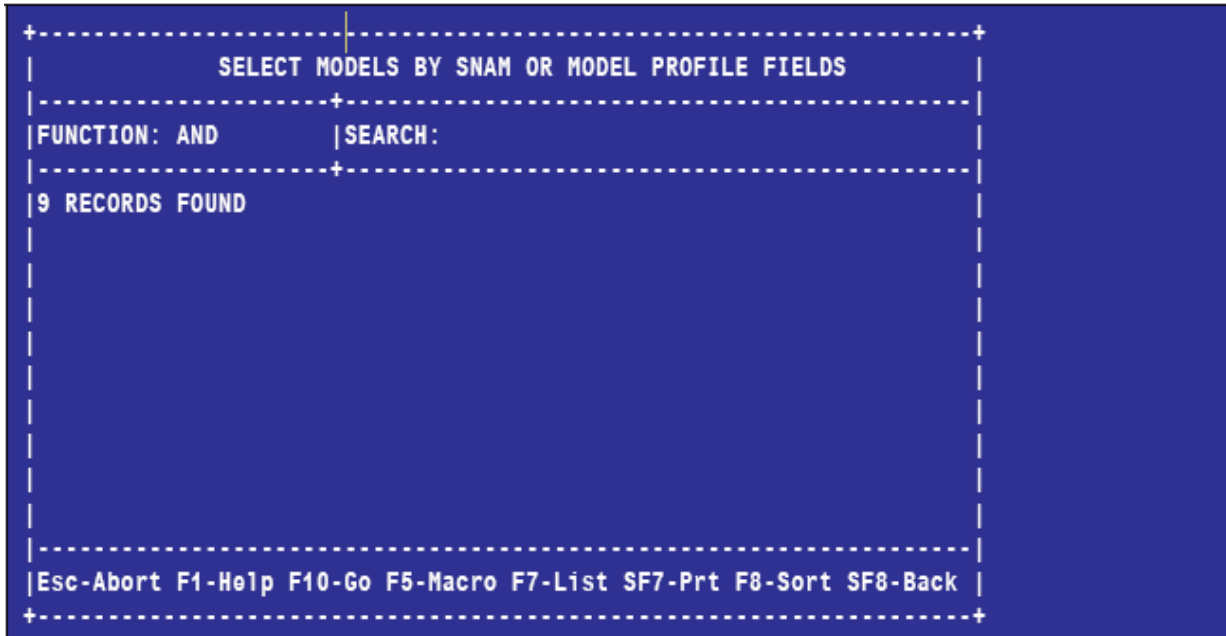 SELECT MODELS BY SNAM OR MODEL PROFILE FIELDS
FUNCTION: AND |SEARCH:
9 RECORDS FOUND
Esc-Abort F1-Help F10-Go F5-Macro F7-List SF7-Prt F8-Sort SF8-Back